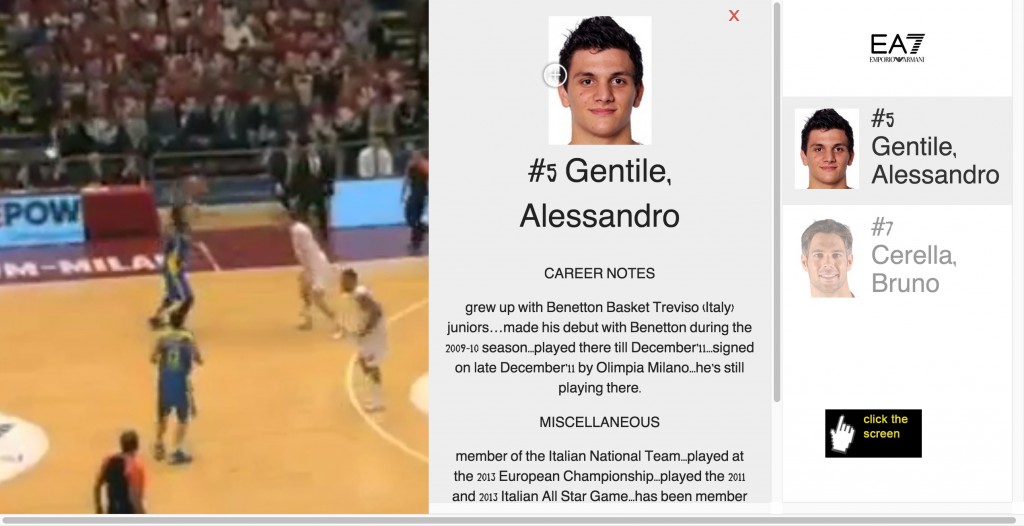 EPOW
UM-MILA
X
#5 Gentile,
Alessandro
CAREER NOTES
grew up with Benetton Basket Treviso (Italy)
juniors...made his debut with Benetton during the
2009-10 season...played there till December'11...signed
on late December'11 by Olimpia Milano...he's still
playing there.
MISCELLANEOUS
member of the Italian National Team...played at
the 2013 European Championship...played the 2011
and 2013 Italian All Star Game...has been member
EA7
EMPORIO ARMANI
#5
Gentile,
Alessandro
#7
Cerella,
Bruno
click the
screen